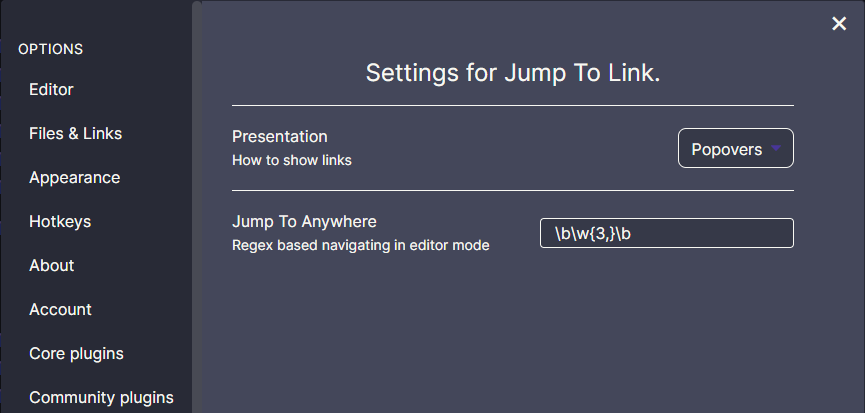 OPTIONS
Editor
Files & Links
Appearance
Hotkeys
About
Account
Core plugins
Community plugins
Settings for Jump To Link.
Presentation
How to show links
Popovers
Jump To Anywhere
Regex based navigating in editor mode
\b\w{3,}\b